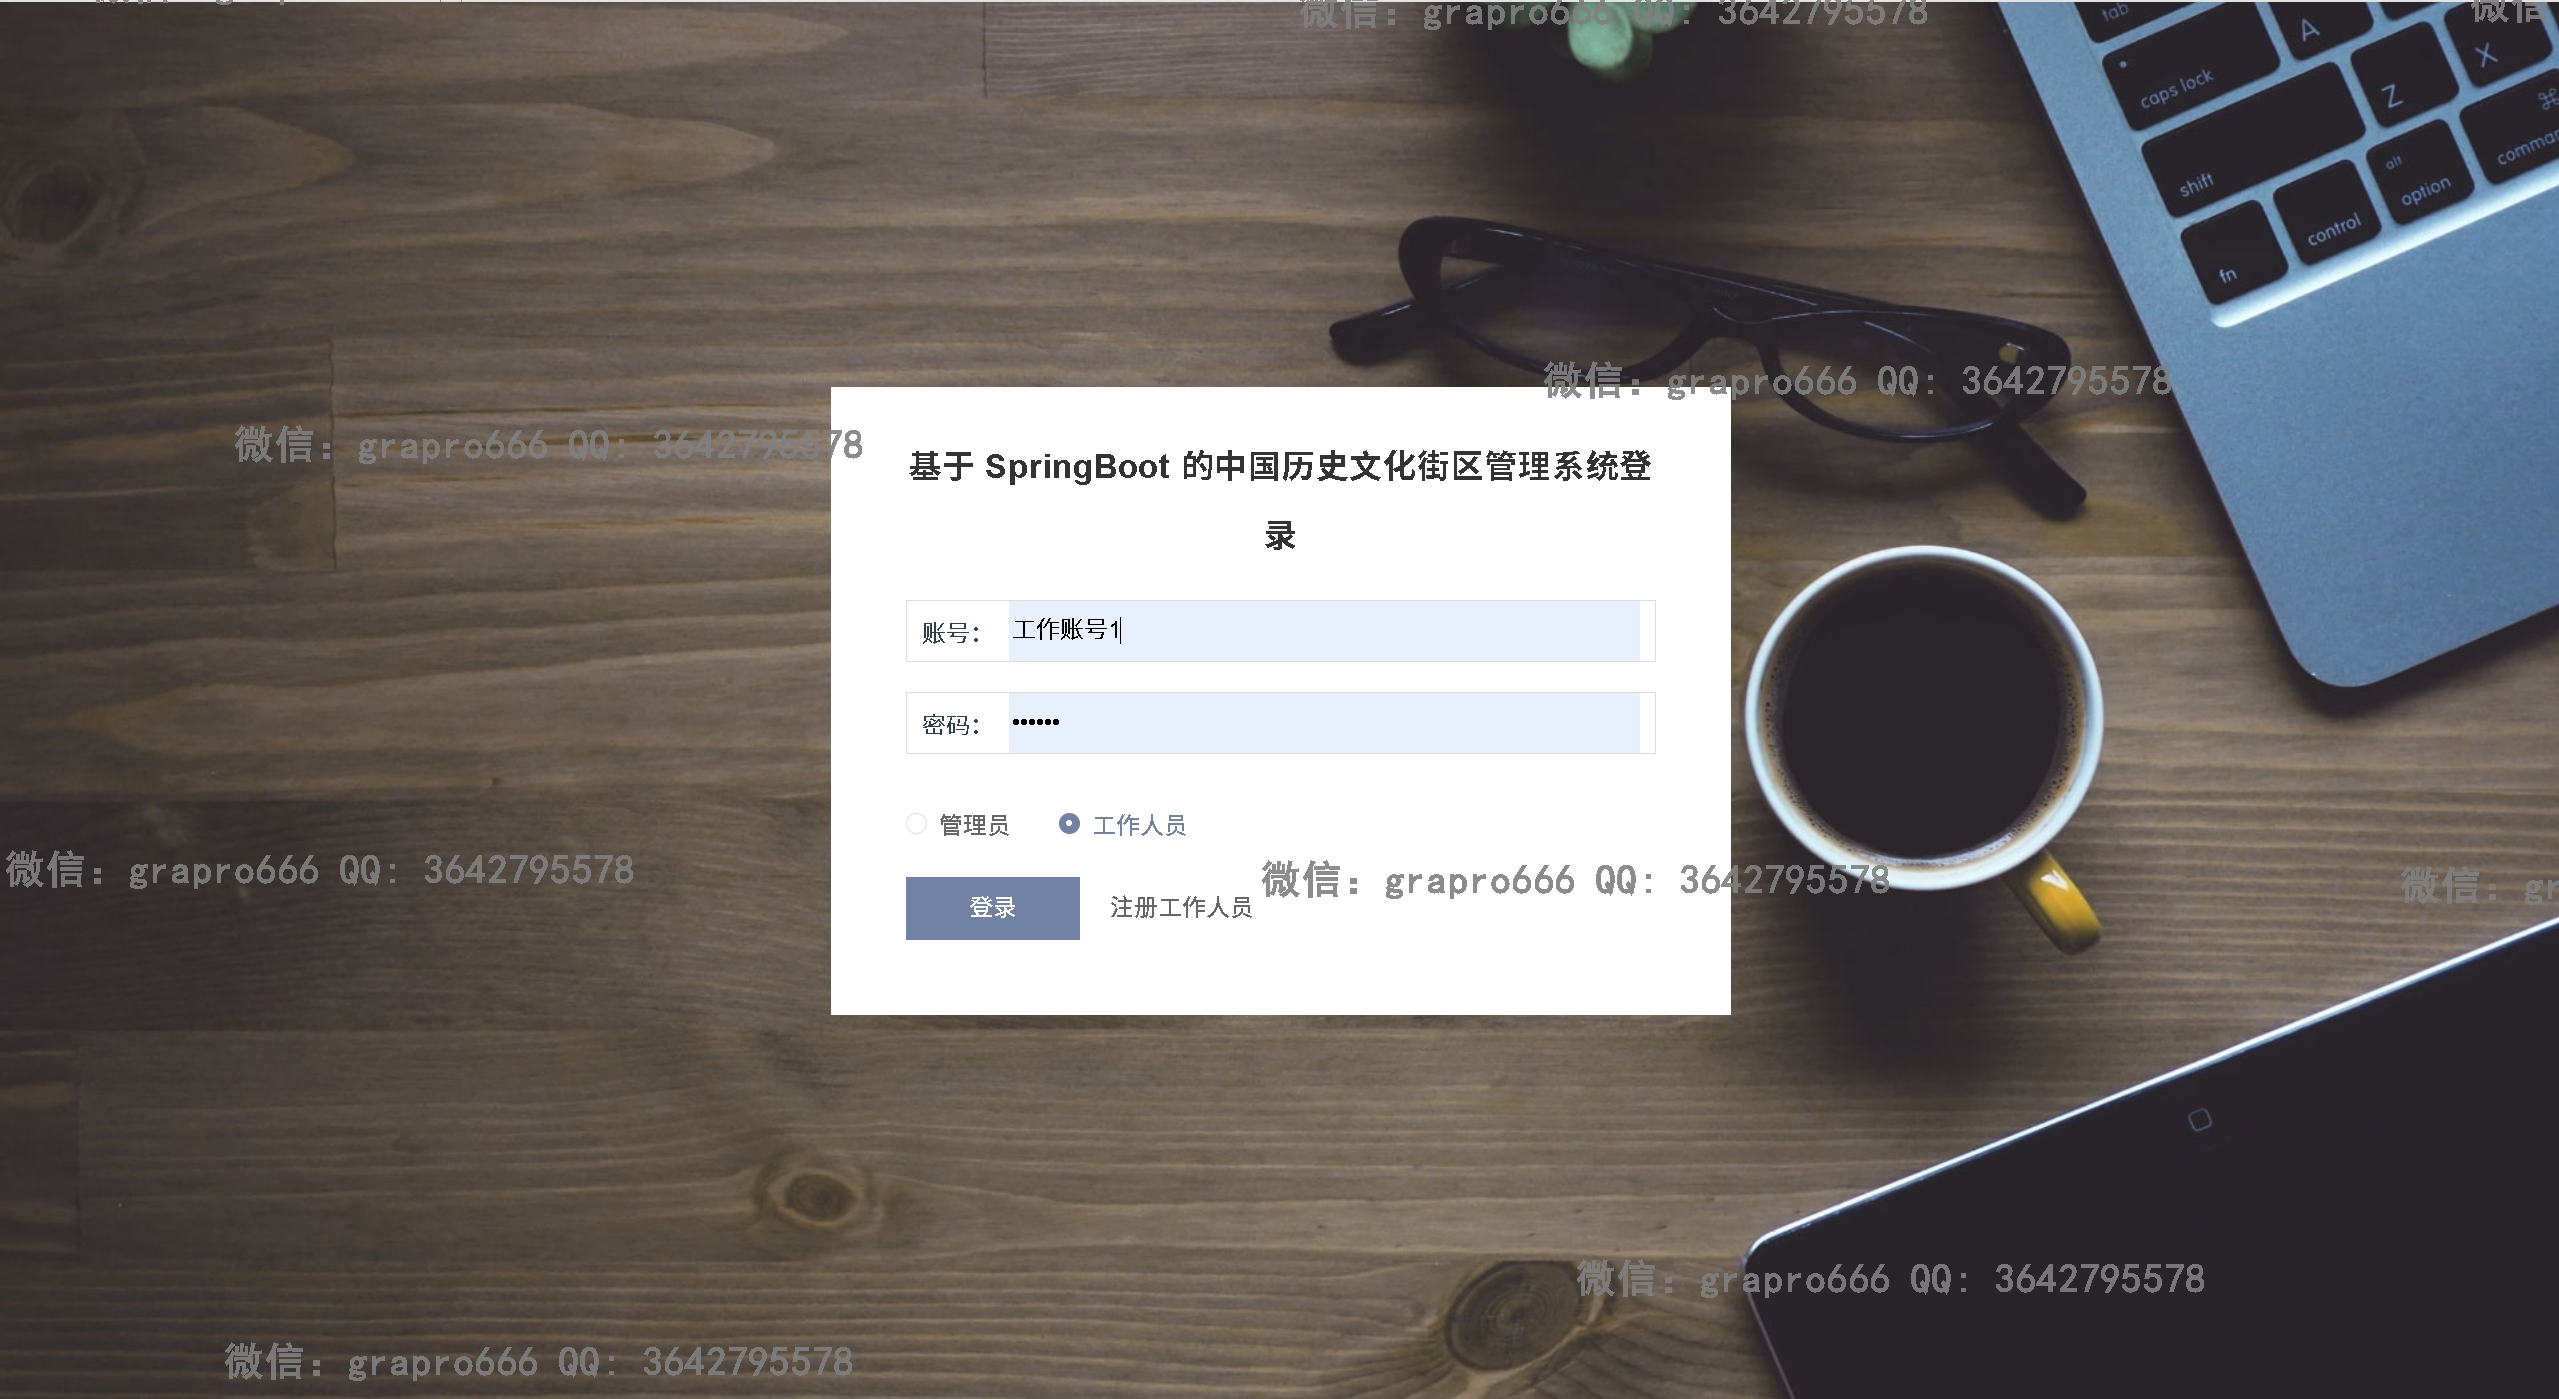 微信: grapro666 QQ: 3642795578
tab
A
X
caps lock
Z
shift
alt
option
control
fn
微信: grapro666 QQ: 3642795578
微信: grapro666 QQ: 3642795578
基于 SpringBoot 的中国历史文化街区管理系统登
录
账号： 工作账号1
密码： ••••••
管理员 工作人员
微信: grapro666 QQ: 3642795578
微信: grapro666 QQ: 3642795578
登录 注册工作人员
微信: grapro666 QQ: 3642795578
微信: grapro666 QQ: 3642795578